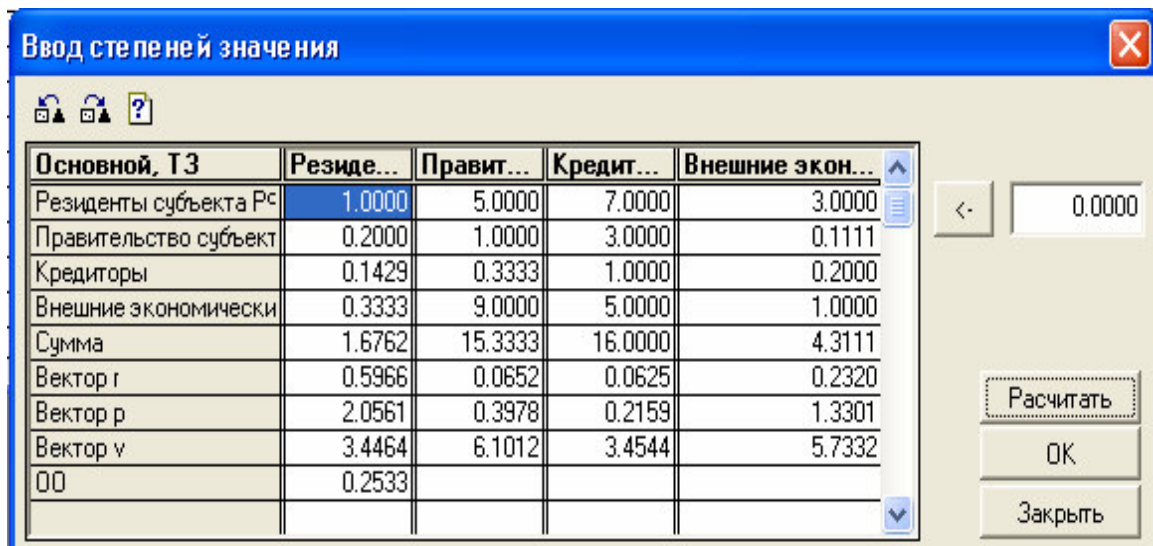 Ввод степеней значения
Основной, ТЗ Резиде... Правит... Кредит... Внешние экон...
Резиденты субъекта РС 1.0000 5.0000 7.0000 3.0000
<- 0.0000
Правительство субъект 0.2000 1.0000 3.0000 0.1111
Кредиторы 0.1429 0.3333 1.0000 0.2000
Внешние экономически 0.3333 9.0000 5.0000 1.0000
Сумма 1.6762 15.3333 16.0000 4.3111
Вектор r 0.5966 0.0652 0.0625 0.2320
Вектор p 2.0561 0.3978 0.2159 1.3301
Вектор v 3.4464 6.1012 3.4544 5.7332
ОО 0.2533
Расчитать
ОК
Закрыть